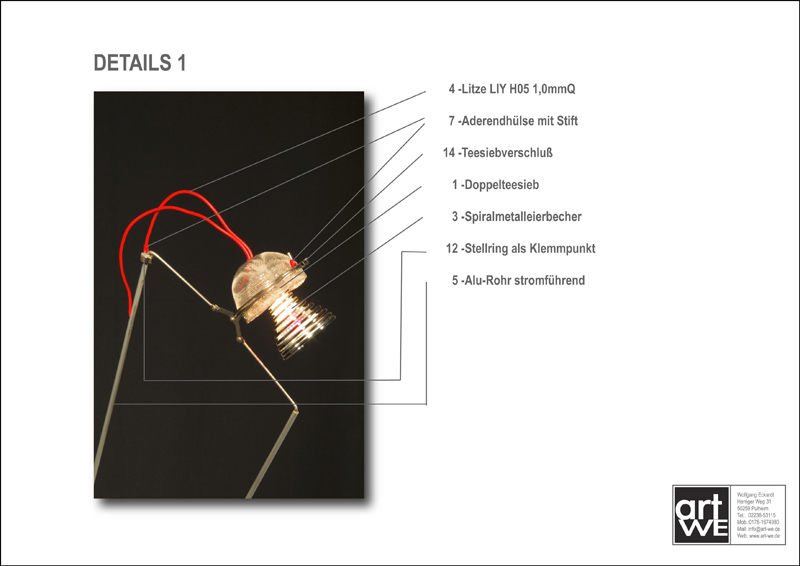 DETAILS 1
4 -Litze LIY H05 1,0mmQ
7 -Aderendhülse mit Stift
14 -Teesiebverschluß
1 -Doppelteesieb
3 -Spiralmetalleierbecher
12 -Stellring als Klemmpunkt
5 -Alu-Rohr stromführend
art
WE
Wolfgang Eckardt
Hertiger Weg 31
50259 Pulheim
Tel.: 02238-53115
Mob. 0178-1674983
Mail: info@art-we.de
Web: www.art-we.de